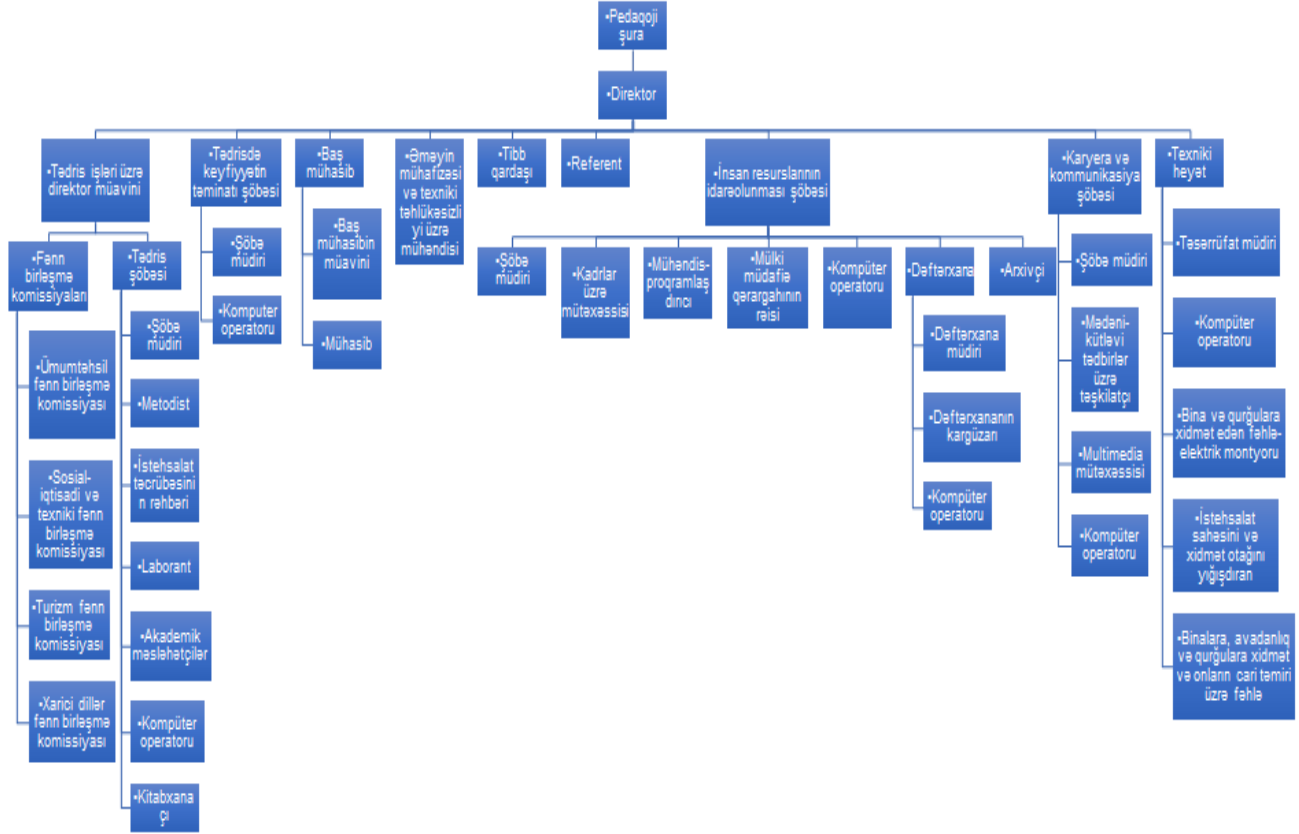 •Pedaqoji
şura
•Direktor
•Tədris işləri üzrə
direktor müavini
•Tədrisdə
keyfiyyətin
təminatı şöbəsi
•Baş
mühasib
•Əməyin
mühafizəsi
və texniki
təhlükəsizli
yi üzrə
mühəndisi
•Tibb
qardaşı
•Referent
•İnsan resurslarının
idarəolunması şöbəsi
•Karyera və
kommunikasiya
şöbəsi
•Texniki
heyət
•Fənn
birləşmə
komissiyaları
•Ümumtəhsil
fənn birləşmə
komissiyası
•Sosial-
iqtisadi və
texniki fənn
birləşmə
komissiyası
•Turizm fənn
birləşmə
komissiyası
•Xarici dillər
fənn birləşmə
komissiyası
•Tədris
şöbəsi
•Şöbə
müdiri
•Metodist
•İstehsalat
təcrübəsini
n rəhbəri
•Laborant
•Akademik
məsləhətçilər
•Kompüter
operatoru
•Kitabxana
çı
•Şöbə
müdiri
•Komputer
operatoru
•Baş
mühasibin
müavini
•Mühasib
•Şöbə
müdiri
•Kadrlar
üzrə
mütəxəssisi
•Mühəndis-
proqramlaş
dırıcı
•Mülki
müdafiə
qərargahının
rəisi
•Kompüter
operatoru
•Dəftərxana
•Dəftərxana
müdiri
•Dəftərxananın
kargüzarı
•Kompüter
operatoru
•Arxivçi
•Şöbə müdiri
•Mədəni-
kütləvi
tədbirlər
üzrə
təşkilatçı
•Multimedia
mütəxəssisi
•Kompüter
operatoru
•Təsərrüfat müdiri
•Kompüter
operatoru
•Bina və qurğulara
xidmət edən fəhlə-
elektrik montyoru
•İstehsalat
sahəsini və
xidmət otağını
yığışdıran
•Binalara, avadanlıq
və qurğulara xidmət
və onların cari təmiri
üzrə fəhlə